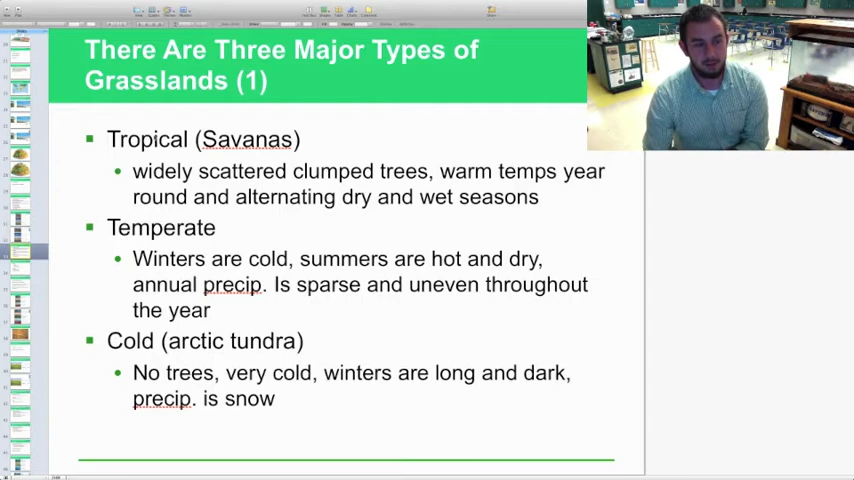 There Are Three Major Types of
Grasslands (1)
Tropical (Savanas)
widely scattered clumped trees, warm temps year
round and alternating dry and wet seasons
Temperate
Winters are cold, summers are hot and dry,
annual precip. Is sparse and uneven throughout
the year
Cold (arctic tundra)
No trees, very cold, winters are long and dark,
precip. is snow